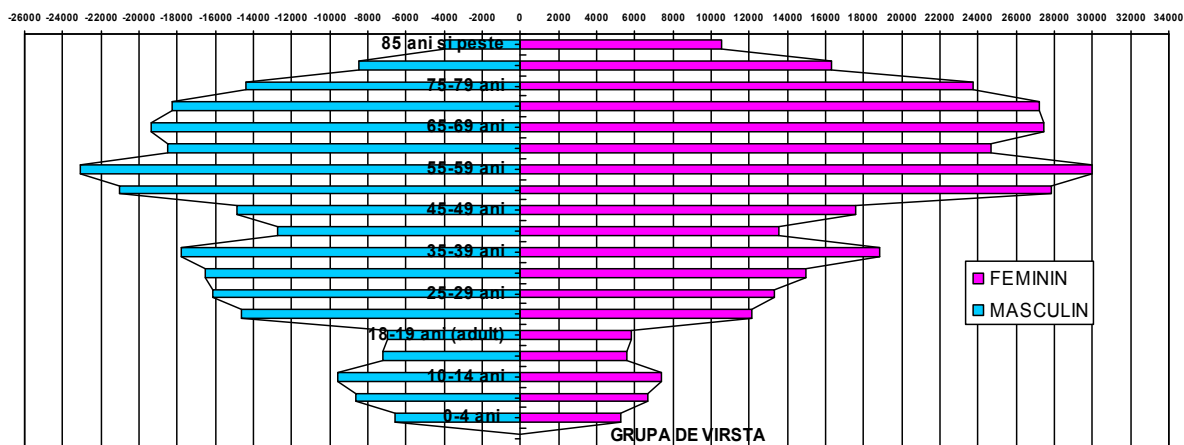 -26000 -24000 -22000 -20000 -18000 -16000 -14000 -12000 -10000 -8000 -6000 -4000 -2000 0 2000 4000 6000 8000 10000 12000 14000 16000 18000 20000 22000 24000 26000 28000 30000 32000 34000
85 ani si peste
75-79 ani
65-69 ani
55-59 ani
45-49 ani
35-39 ani
25-29 ani
18-19 ani (adult)
10-14 ani
0-4 ani
GRUPA DE VIRSTA
FEMININ
MASCULIN